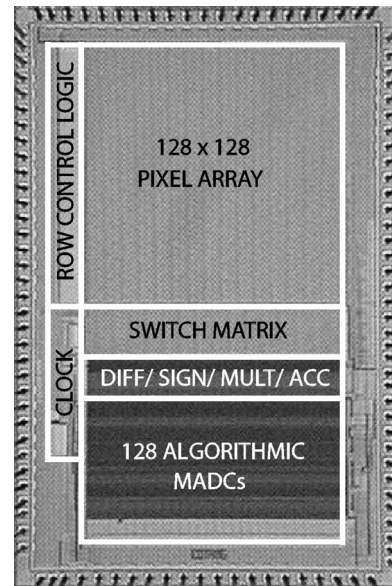 ROW CONTROL LOGIC
128 x 128
PIXEL ARRAY
SWITCH MATRIX
CLOCK
DIFF/ SIGN/ MULT/ ACC
128 ALGORITHMIC
MADCs